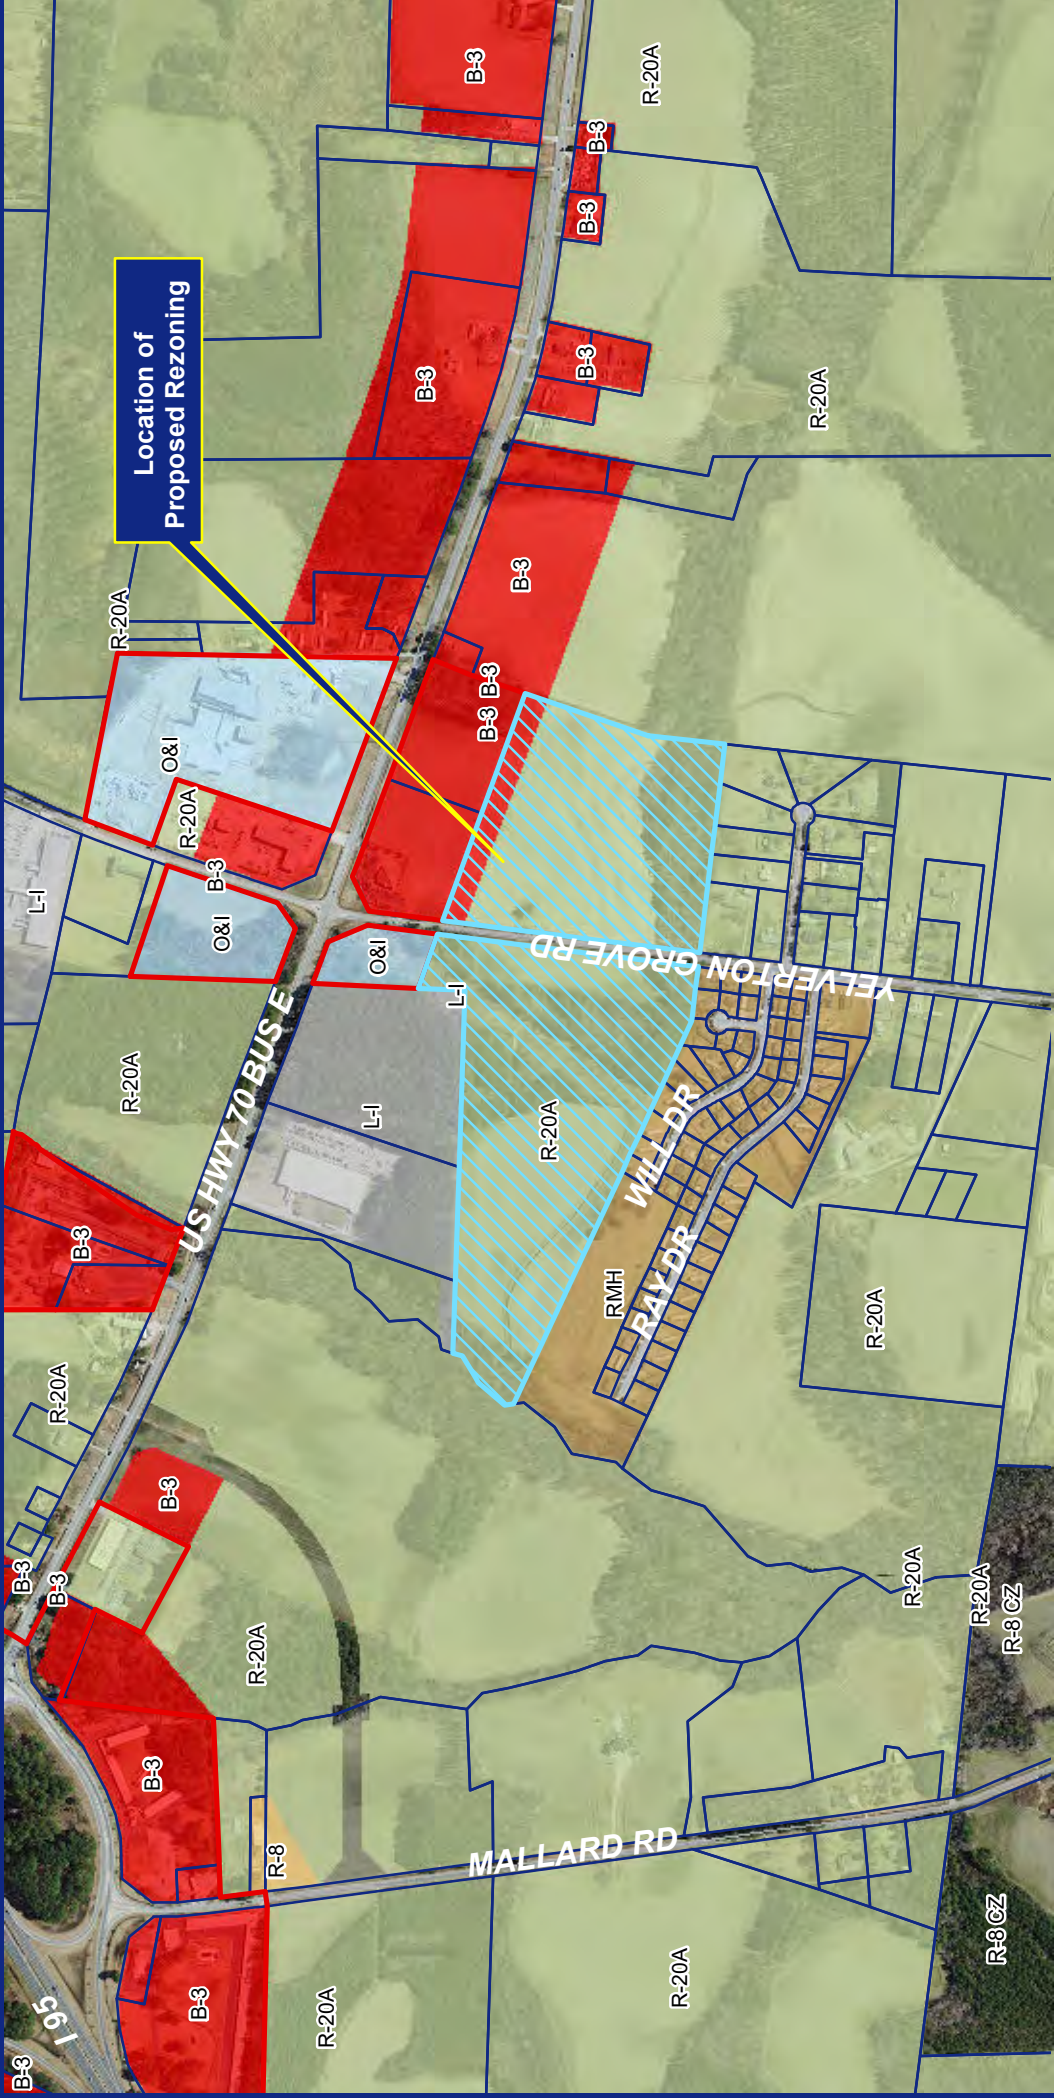 Location of
Proposed Rezoning
I 95
B-3
B-3
B-3
R-8
R-20A
MALLARD RD
R-20A
R-8 CZ
B-3
B-3
B-3
R-20A
R-20A
R-20A
R-20A
R-8 CZ
B-3
US HWY 70 BUS E
R-20A
L-I
L-I
R-20A
RMH
RAY DR
WILL DR
R-20A
YELVERTON GROVE RD
L-I
O&I
O&I
B-3
R-20A
O&I
R-20A
B-3
B-3
B-3
B-3
B-3
R-20A
B-3
B-3
B-3
R-20A